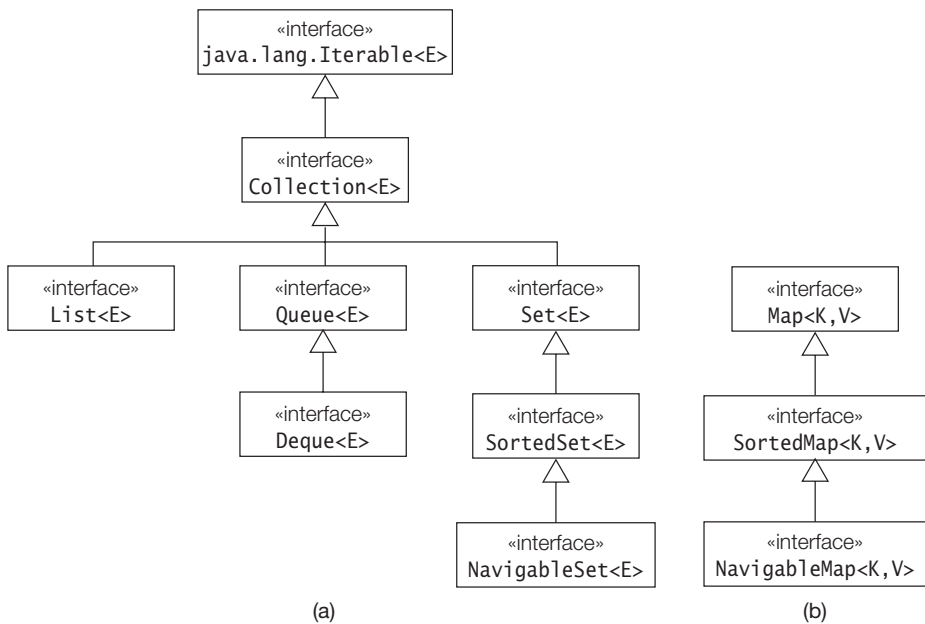 «interface»
java.lang.Iterable<E>
«interface»
Collection<E>
«interface»
List<E>
«interface»
Queue<E>
«interface»
Set<E>
«interface»
Map<K,V>
«interface»
Deque<E>
«interface»
SortedSet<E>
«interface»
SortedMap<K,V>
«interface»
NavigableSet<E>
«interface»
NavigableMap<K,V>
(a)
(b)